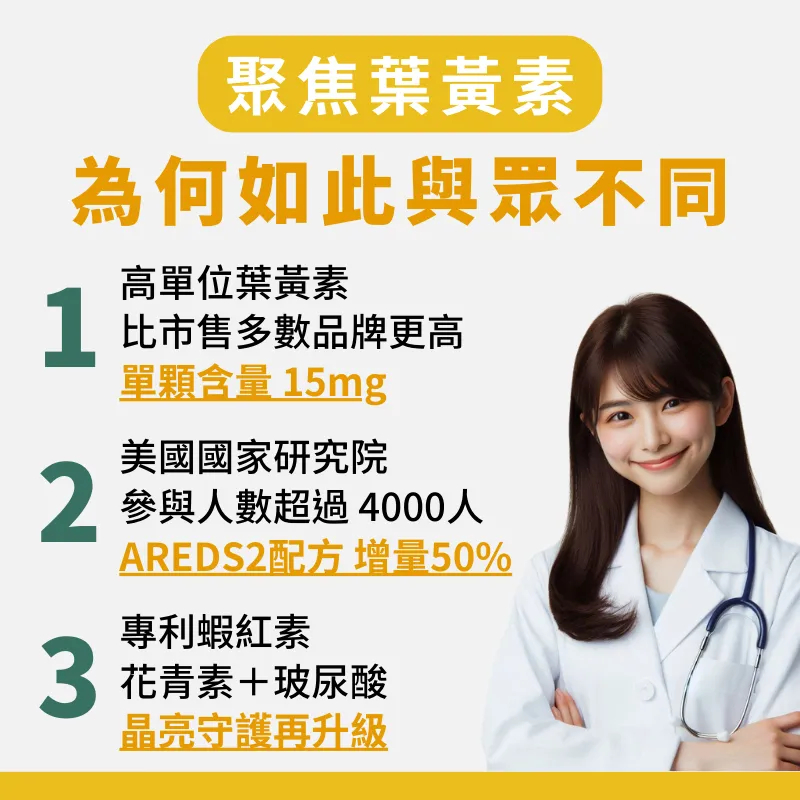 聚焦葉黃素
為何如此與眾不同
1
高單位葉黃素
比市售多數品牌更高
單顆含量 15mg
2
美國國家研究院
參與人數超過 4000人
AREDS2配方 增量50%
3
專利蝦紅素
花青素＋玻尿酸
晶亮守護再升級